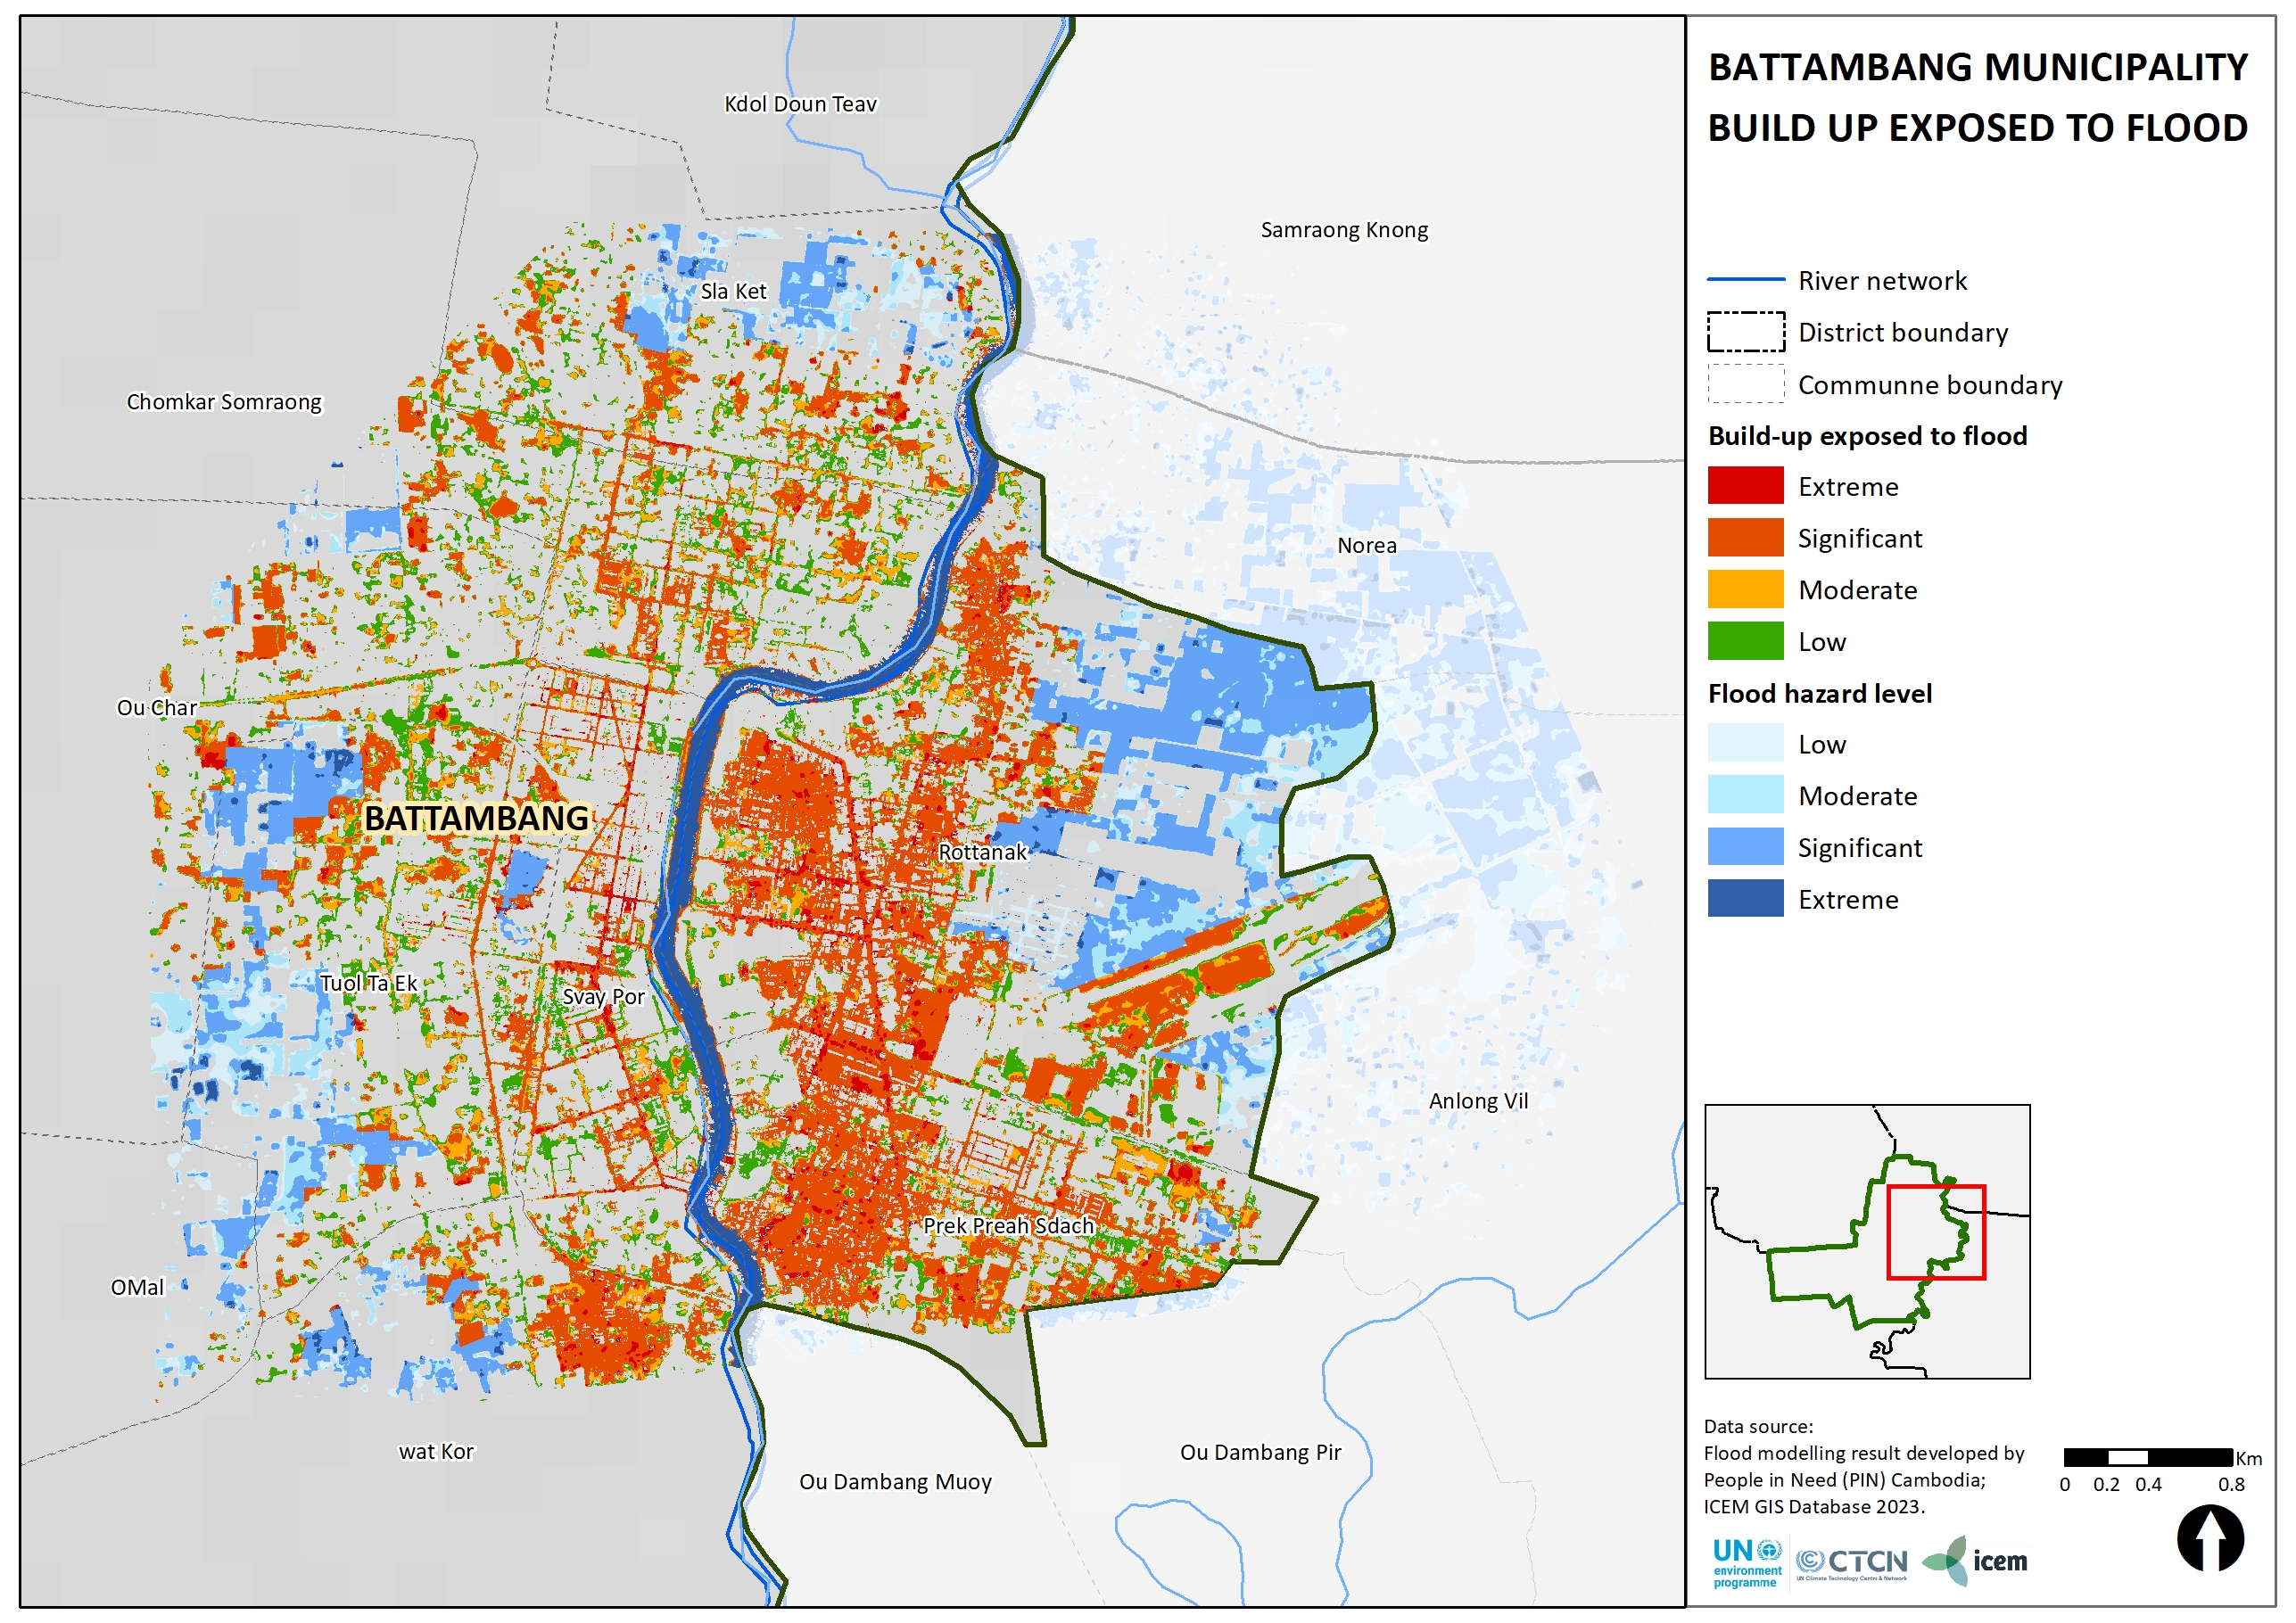 BATTAMBANG MUNICIPALITY
BUILD UP EXPOSED TO FLOOD
River network
District boundary
Communne boundary
Build-up exposed to flood
Extreme
Significant
Moderate
Low
Flood hazard level
Low
Moderate
Significant
Extreme
Kdol Doun Teav
Samraong Knong
Sla Ket
Chomkar Somraong
Norea
Ou Char
BATTAMBANG
Rottanak
Tuol Ta Ek
Svay Por
Anlong Vil
Prek Preah Sdach
OMal
wat Kor
Ou Dambang Muoy
Ou Dambang Pir
Data source:
Flood modelling result developed by
People in Need (PIN) Cambodia;
ICEM GIS Database 2023.
Km
0 0.2 0.4 0.8
UN
environment
programme
CTCN
UN Climate Technology Centre & Network
icem